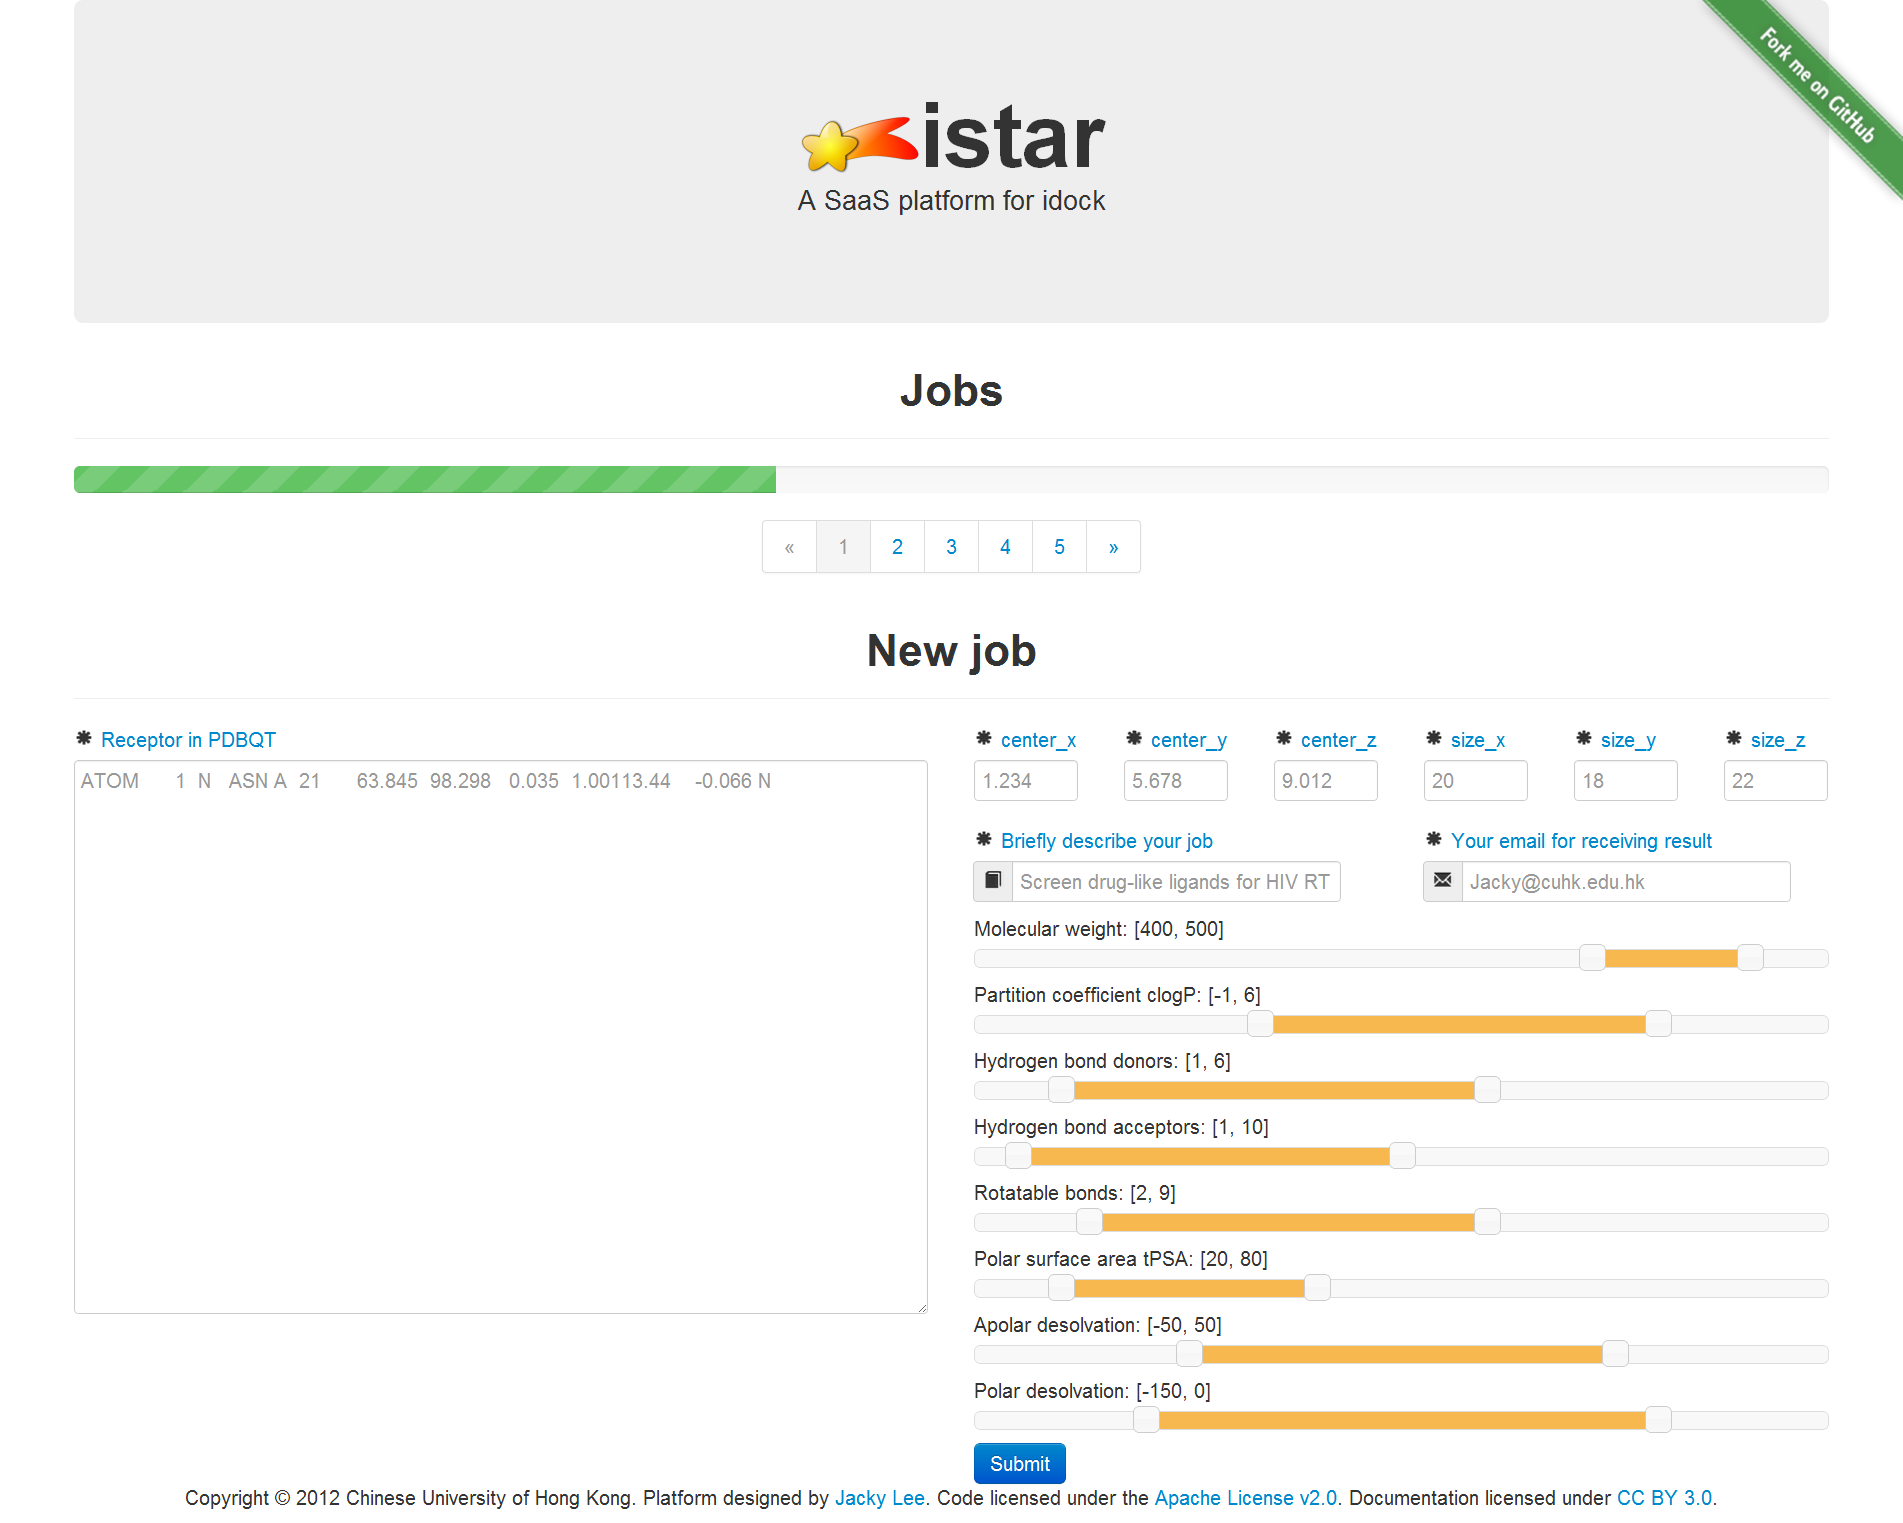 Fork me on GitHub
istar
A SaaS platform for idock
Jobs
« 1 2 3 4 5 »
New job
Receptor in PDBQT
ATOM 1 N ASN A 21 63.845 98.298 0.035 1.00113.44 -0.066 N
center_x center_y center_z size_x size_y size_z
1.234 5.678 9.012 20 18 22
Briefly describe your job Your email for receiving result
Screen drug-like ligands for HIV RT Jacky@cuhk.edu.hk
Molecular weight: [400, 500]
Partition coefficient clogP: [-1, 6]
Hydrogen bond donors: [1, 6]
Hydrogen bond acceptors: [1, 10]
Rotatable bonds: [2, 9]
Polar surface area tPSA: [20, 80]
Apolar desolvation: [-50, 50]
Polar desolvation: [-150, 0]
Submit
Copyright © 2012 Chinese University of Hong Kong. Platform designed by Jacky Lee. Code licensed under the Apache License v2.0. Documentation licensed under CC BY 3.0.